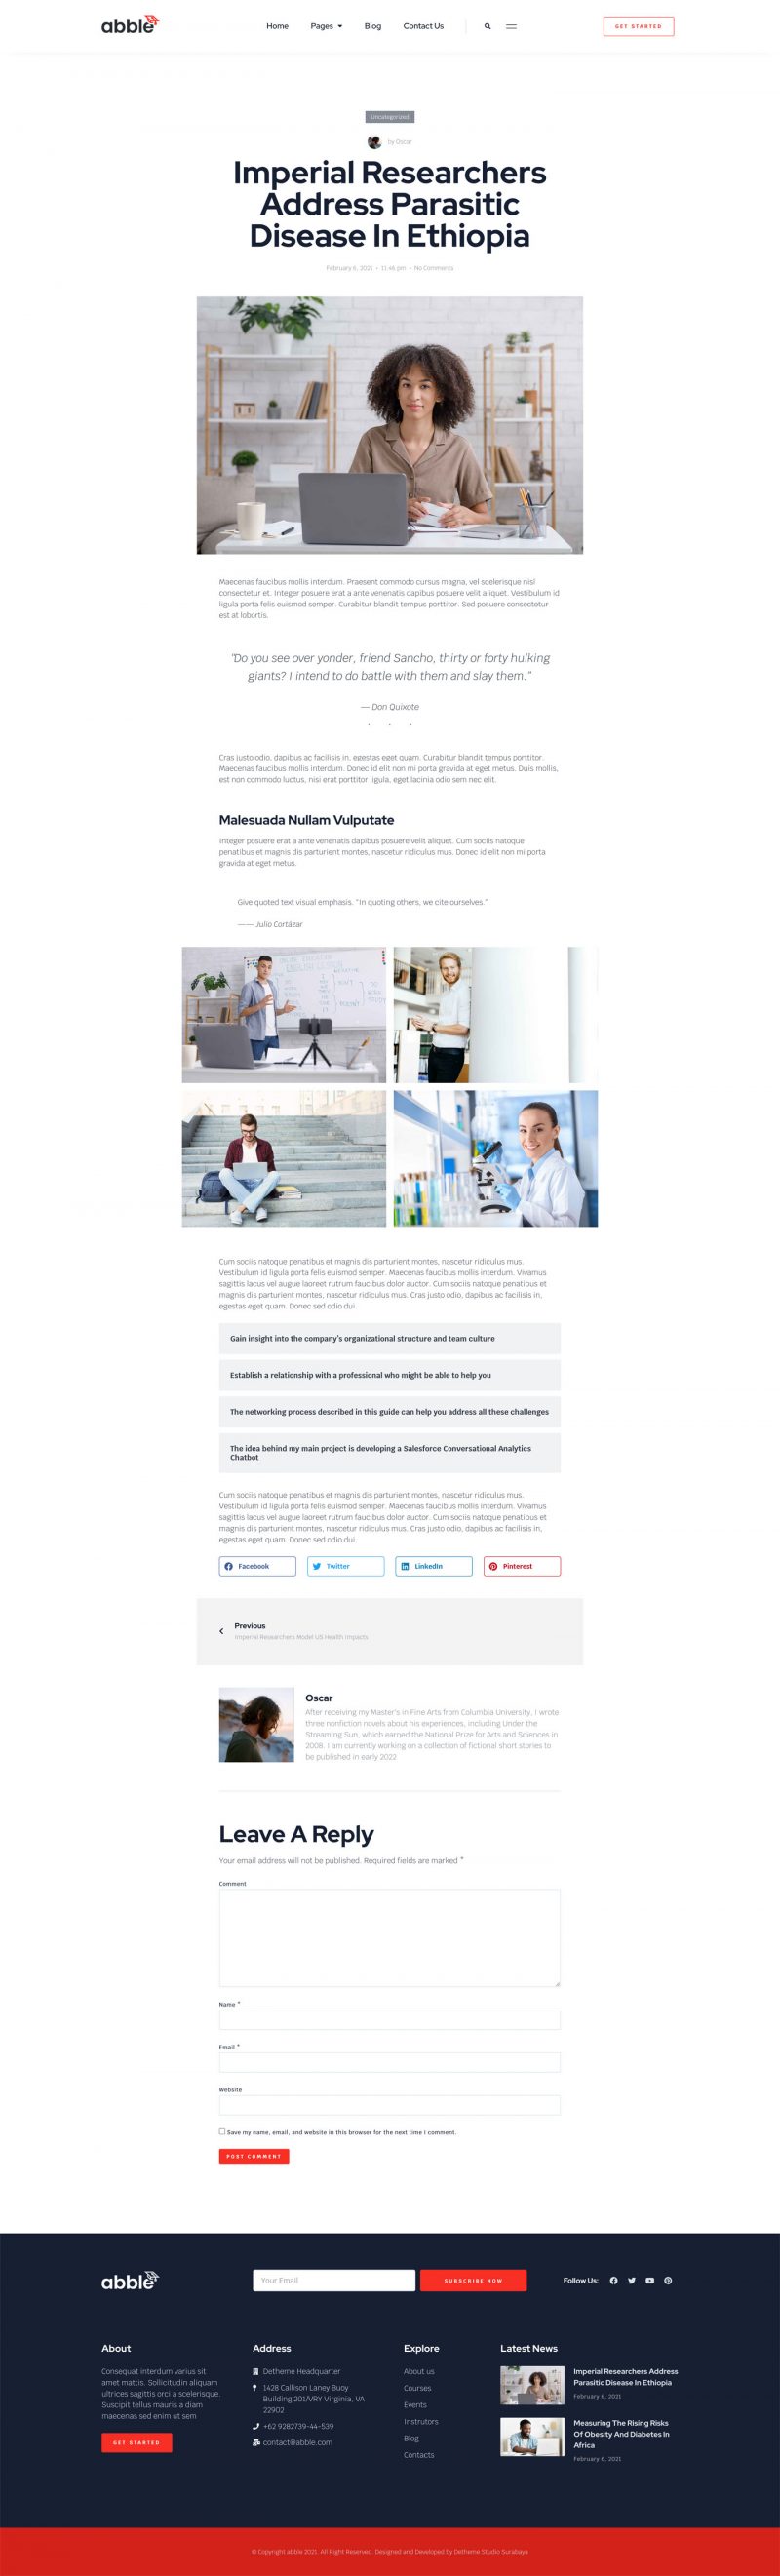 abble
Home
Pages
Blog
Contact Us
GET STARTED
Uncategorized
by Oscar
Imperial Researchers
Address Parasitic
Disease In Ethiopia
February 6, 2021 • 11:46 pm • No Comments
Maecenas faucibus mollis interdum. Praesent commodo cursus magna, vel scelerisque nisl
consectetur et. Integer posuere erat a ante venenatis dapibus posuere velit aliquet. Vestibulum id
ligula porta felis euismod semper. Curabitur blandit tempus porttitor. Sed posuere consectetur
est at lobortis.
"Do you see over yonder, friend Sancho, thirty or forty hulking
giants? I intend to do battle with them and slay them."
— Don Quixote
Cras justo odio, dapibus ac facilisis in, egestas eget quam. Curabitur blandit tempus porttitor.
Maecenas faucibus mollis interdum. Donec id elit non mi porta gravida at eget metus. Duis mollis,
est non commodo luctus, nisi erat porttitor ligula, eget lacinia odio sem nec elit.
Malesuada Nullam Vulputate
Integer posuere erat a ante venenatis dapibus posuere velit aliquet. Cum sociis natoque
penatibus et magnis dis parturient montes, nascetur ridiculus mus. Donec id elit non mi porta
gravida at eget metus.
Give quoted text visual emphasis. "In quoting others, we cite ourselves."
—— Julio Cortázar
Cum sociis natoque penatibus et magnis dis parturient montes, nascetur ridiculus mus.
Vestibulum id ligula porta felis euismod semper. Maecenas faucibus mollis interdum. Vivamus
sagittis lacus vel augue laoreet rutrum faucibus dolor auctor. Cum sociis natoque penatibus et
magnis dis parturient montes, nascetur ridiculus mus. Cras justo odio, dapibus ac facilisis in,
egestas eget quam. Donec sed odio dui.
Gain insight into the company's organizational structure and team culture
Establish a relationship with a professional who might be able to help you
The networking process described in this guide can help you address all these challenges
The idea behind my main project is developing a Salesforce Conversational Analytics
Chatbot
Cum sociis natoque penatibus et magnis dis parturient montes, nascetur ridiculus mus.
Vestibulum id ligula porta felis euismod semper. Maecenas faucibus mollis interdum. Vivamus
sagittis lacus vel augue laoreet rutrum faucibus dolor auctor. Cum sociis natoque penatibus et
magnis dis parturient montes, nascetur ridiculus mus. Cras justo odio, dapibus ac facilisis in,
egestas eget quam. Donec sed odio dui.
Facebook
Twitter
LinkedIn
Pinterest
Previous
Imperial Researchers Model US Health Impacts
Oscar
After receiving my Master's in Fine Arts from Columbia University, I wrote
three nonfiction novels about his experiences, including Under the
Streaming Sun, which earned the National Prize for Arts and Sciences in
2008. I am currently working on a collection of fictional short stories to
be published in early 2022
Leave A Reply
Your email address will not be published. Required fields are marked *
Comment
Name *
Email *
Website
Save my name, email, and website in this browser for the next time I comment.
POST COMMENT
abble
Your Email
SUBSCRIBE NOW
Follow Us:
About
Consequat interdum varius sit
amet mattis. Sollicitudin aliquam
ultrices sagittis orci a scelerisque.
Suscipit tellus mauris a diam
maecenas sed enim ut sem
GET STARTED
Address
Detheme Headquarter
1428 Callison Laney Buoy
Building 201/VRY Virginia, VA
22902
+62 9282739-44-539
contact@abble.com
Explore
About us
Courses
Events
Instrutors
Blog
Contacts
Latest News
Imperial Researchers Address
Parasitic Disease In Ethiopia
February 6, 2021
Measuring The Rising Risks
Of Obesity And Diabetes In
Africa
February 6, 2021
© Copyright abble 2021. All Right Reserved. Designed and Developed by Detheme Studio Surabaya